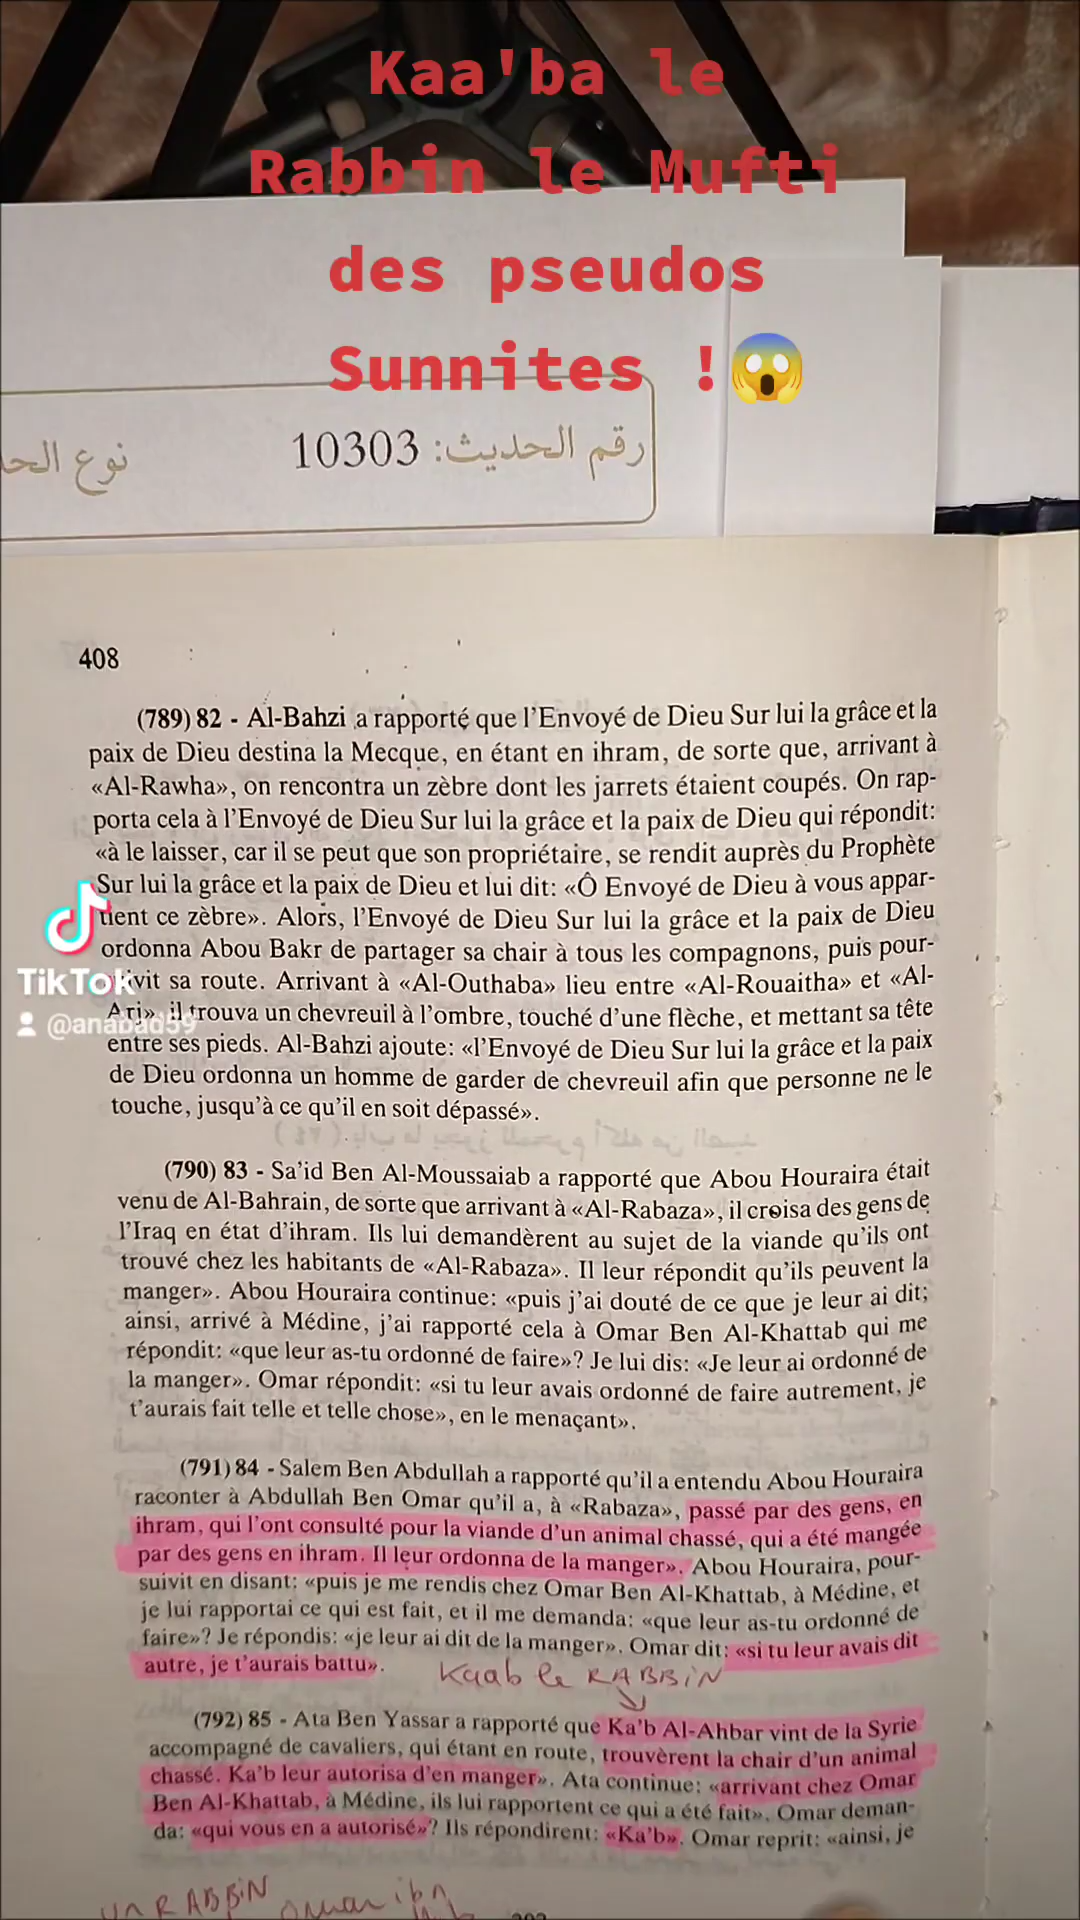 Kaa'ba le
Rabbin le Mufti
des pseudos
Sunnites !😱
رقم الحديث: 10303
نوع الحد
408
(789) 82 - Al-Bahzi a rapporté que l'Envoyé de Dieu Sur lui la grâce et la
paix de Dieu destina la Mecque, en étant en ihram, de sorte que, arrivant à
«Al-Rawha», on rencontra un zèbre dont les jarrets étaient coupés. On rap-
porta cela à l'Envoyé de Dieu Sur lui la grâce et la paix de Dieu qui répondit:
«à le laisser, car il se peut que son propriétaire, se rendit auprès du Prophète
Sur lui la grâce et la paix de Dieu et lui dit: «Ô Envoyé de Dieu à vous appar-
tient ce zèbre». Alors, l'Envoyé de Dieu Sur lui la grâce et la paix de Dieu
ordonna Abou Bakr de partager sa chair à tous les compagnons, puis pour-
suivit sa route. Arrivant à «Al-Outhaba» lieu entre «Al-Rouaitha» et «Al-
Arj», il trouva un chevreuil à l'ombre, touché d'une flèche, et mettant sa tête
entre ses pieds. Al-Bahzi ajoute: «l'Envoyé de Dieu Sur lui la grâce et la paix
de Dieu ordonna un homme de garder de chevreuil afin que personne ne le
touche, jusqu'à ce qu'il en soit dépassé».
TikTok
@anabad59
(790) 83 - Sa'id Ben Al-Moussaiab a rapporté que Abou Houraira était
venu de Al-Bahrain, de sorte que arrivant à «Al-Rabaza», il croisa des gens de
l'Iraq en état d'ihram. Ils lui demandèrent au sujet de la viande qu'ils ont
trouvé chez les habitants de «Al-Rabaza». Il leur répondit qu'ils peuvent la
manger». Abou Houraira continue: «puis j'ai douté de ce que je leur ai dit;
ainsi, arrivé à Médine, j'ai rapporté cela à Omar Ben Al-Khattab qui me
répondit: «que leur as-tu ordonné de faire»? Je lui dis: «Je leur ai ordonné de
la manger». Omar répondit: «si tu leur avais ordonné de faire autrement, je
t'aurais fait telle et telle chose», en le menaçant».
(791) 84 - Salem Ben Abdullah a rapporté qu'il a entendu Abou Houraira
raconter à Abdullah Ben Omar qu'il a, à «Rabaza», passé par des gens, en
ihram, qui l'ont consulté pour la viande d'un animal chassé, qui a été mangée
par des gens en ihram. Il leur ordonna de la manger». Abou Houraira, pour-
suivit en disant: «puis je me rendis chez Omar Ben Al-Khattab, à Médine, et
je lui rapportai ce qui est fait, et il me demanda: «que leur as-tu ordonné de
faire»? Je répondis: «je leur ai dit de la manger». Omar dit: «si tu leur avais dit
autre, je t'aurais battu».
Kaab le RABBIN
(792) 85 - Ata Ben Yassar a rapporté que Ka'b Al-Ahbar vint de la Syrie
accompagné de cavaliers, qui étant en route, trouvèrent la chair d'un animal
chassé. Ka'b leur autorisa d'en manger». Ata continue: «arrivant chez Omar
Ben Al-Khattab, à Médine, ils lui rapportent ce qui a été fait». Omar deman-
da: «qui vous en a autorisé»? Ils répondirent: «Ka'b». Omar reprit: «ainsi, je
un RABBIN Omar ibn